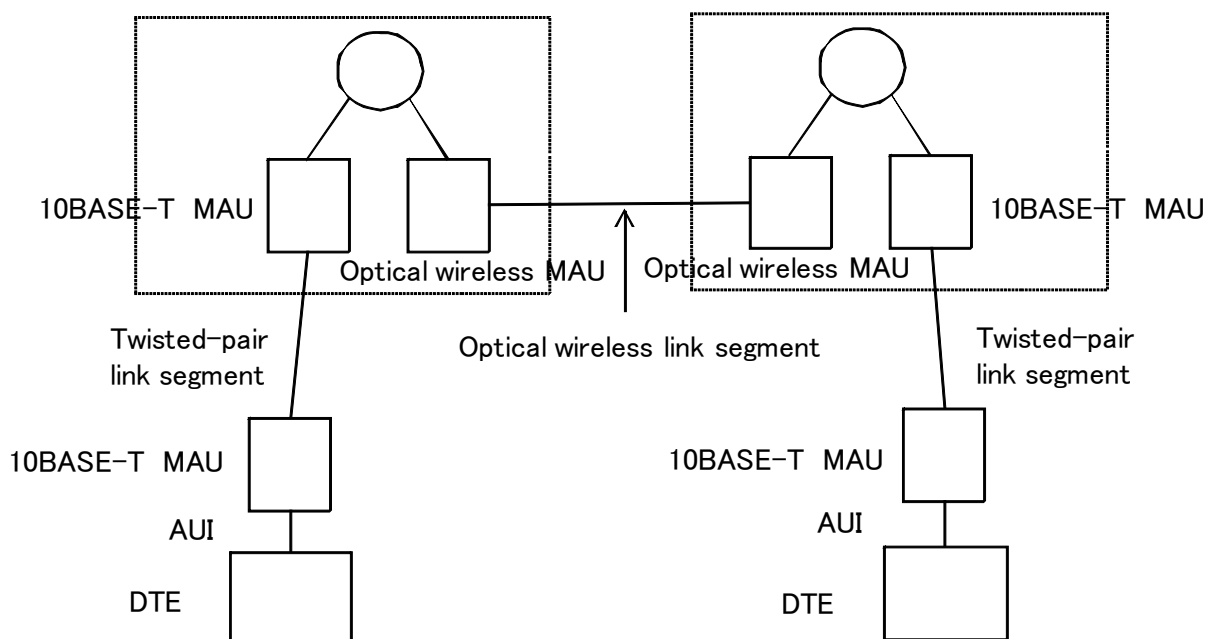 10BASE-T MAU
10BASE-T MAU
Optical wireless MAU
Optical wireless MAU
Twisted-pair
link segment
Optical wireless link segment
Twisted-pair
link segment
10BASE-T MAU
10BASE-T MAU
AUI
AUI
DTE
DTE